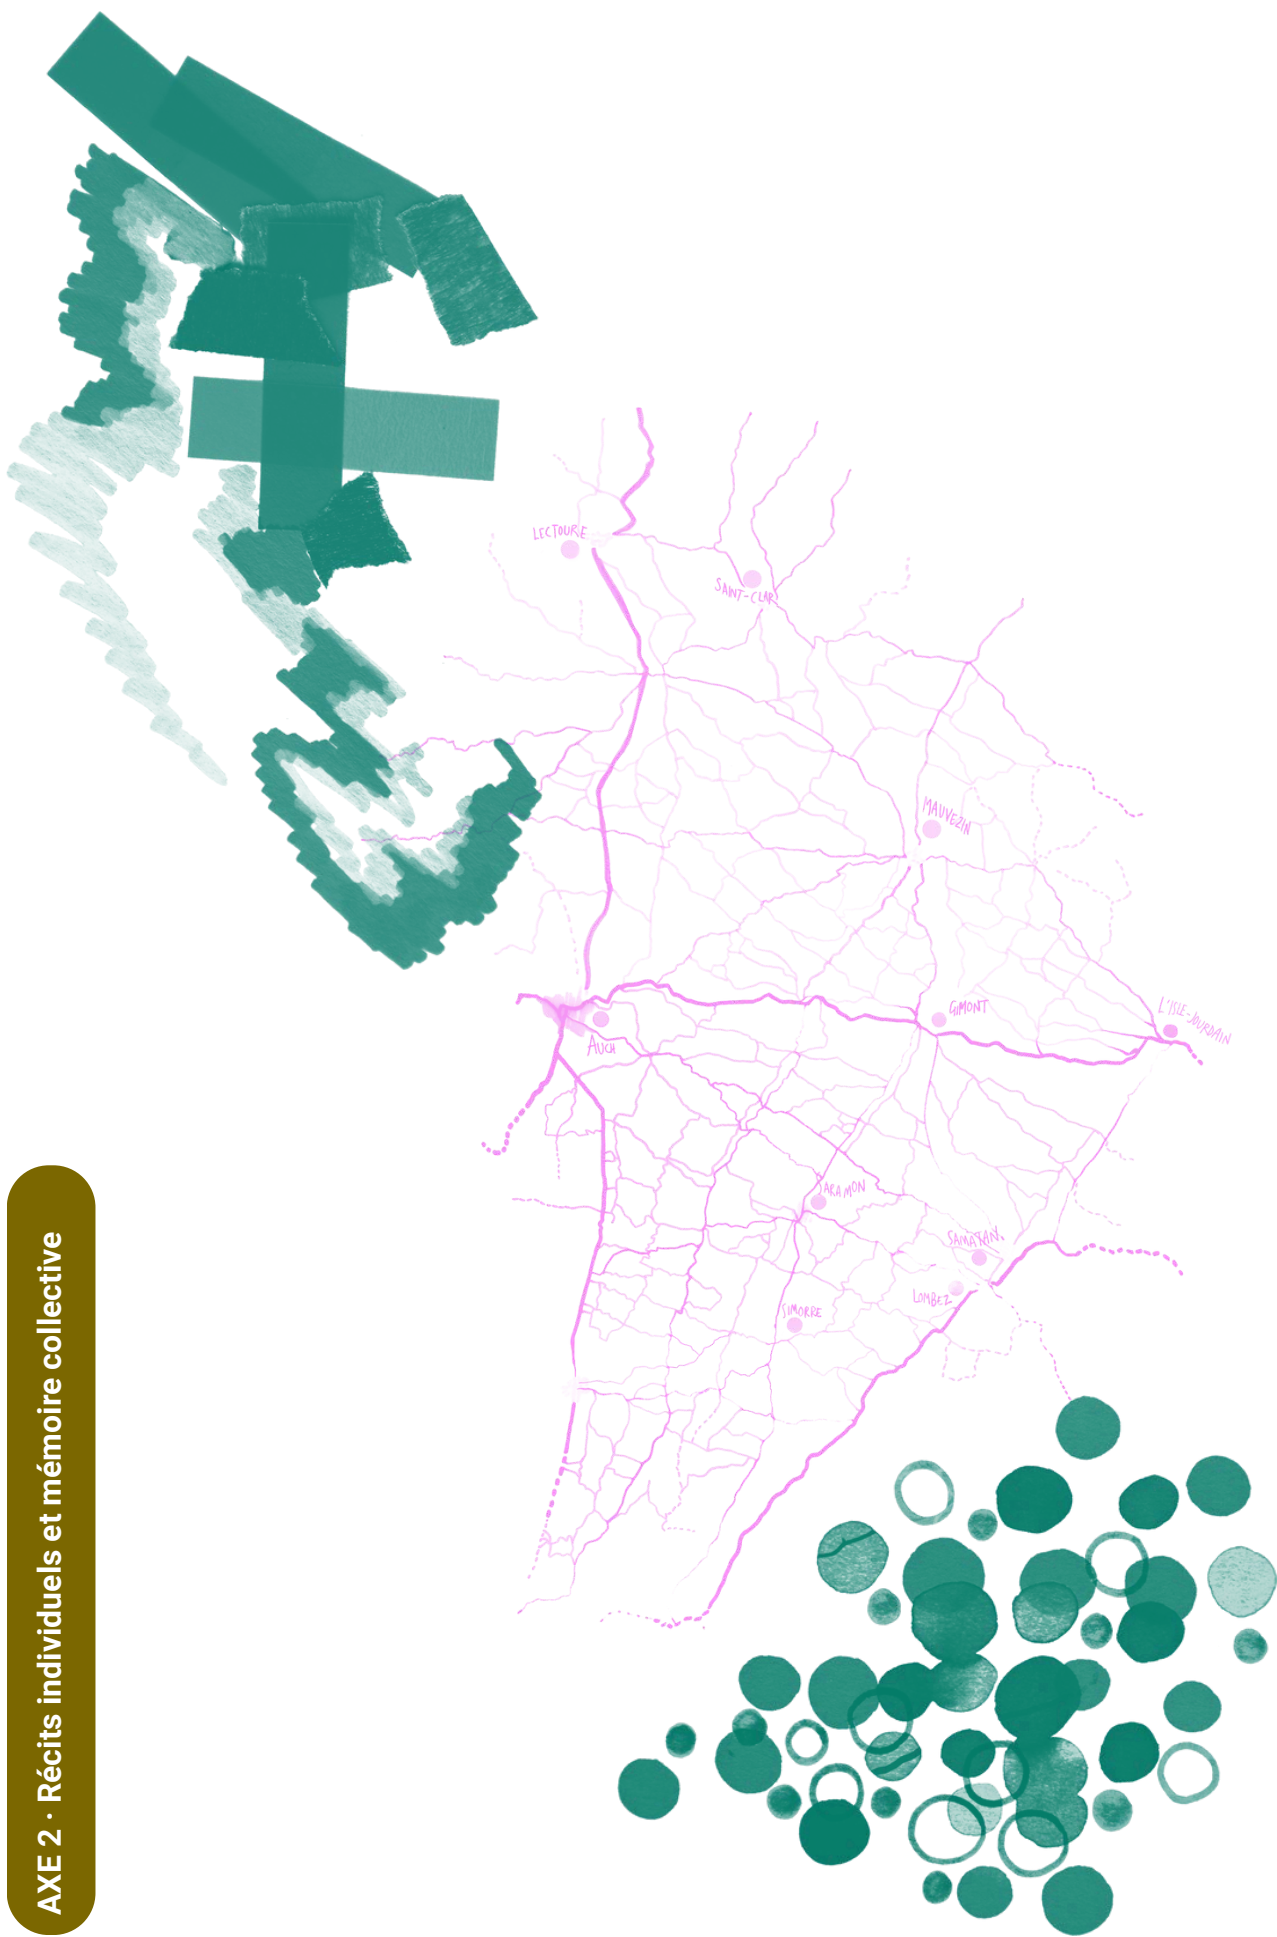 LECTOURE
SAINT-CLAR
MAUVEZIN
GIMONT
L'ISLE-JOURDAIN
AUCH
SARAMON
SAMATAN
LOMBEZ
SIMORRE
AXE 2 · Récits individuels et mémoire collective